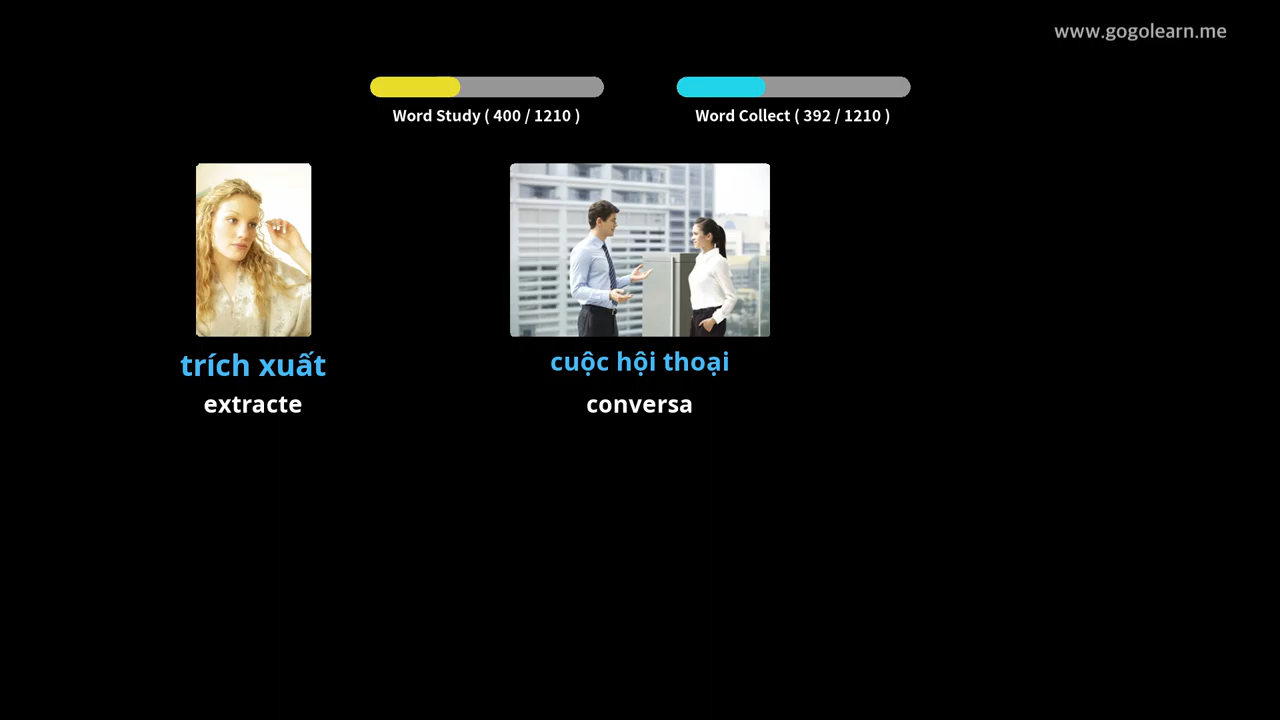 www.gogolearn.me
Word Study ( 400 / 1210 )
Word Collect ( 392 / 1210 )
trích xuất
extracte
cuộc hội thoại
conversa